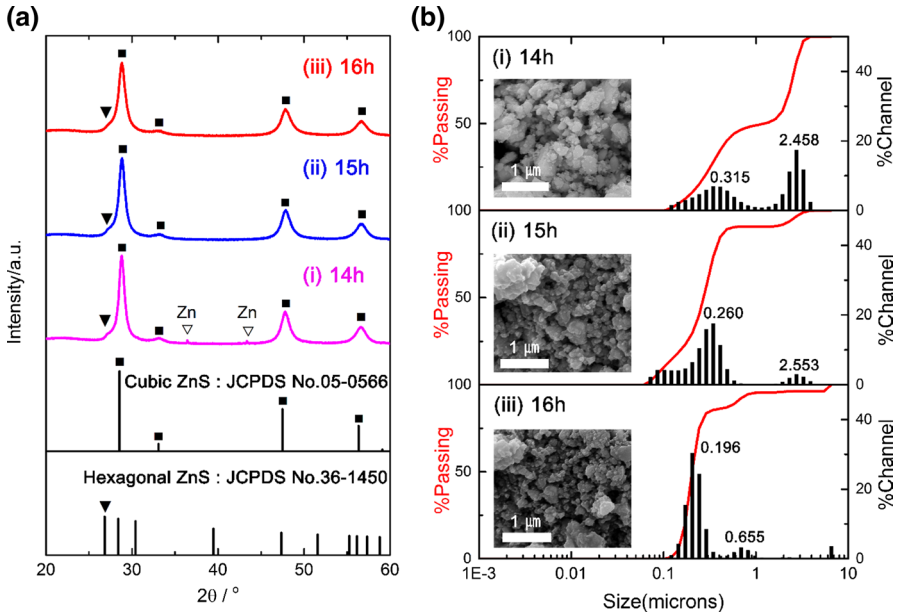 (a)
(iii) 16h
(ii) 15h
(i) 14h
Zn
Zn
Cubic ZnS : JCPDS No.05-0566
Hexagonal ZnS : JCPDS No.36-1450
Intensity/a.u.
20 30 40 50 60
2θ / °
(b)
(i) 14h
1 μm
0.315
2.458
100
50
100
50
100
50
0
%Passing
%Passing
%Passing
40
20
0
40
20
0
40
20
0
%Channel
%Channel
%Channel
(ii) 15h
1 μm
0.260
2.553
(iii) 16h
1 μm
0.196
0.655
1E-3 0.01 0.1 1 10
Size(microns)